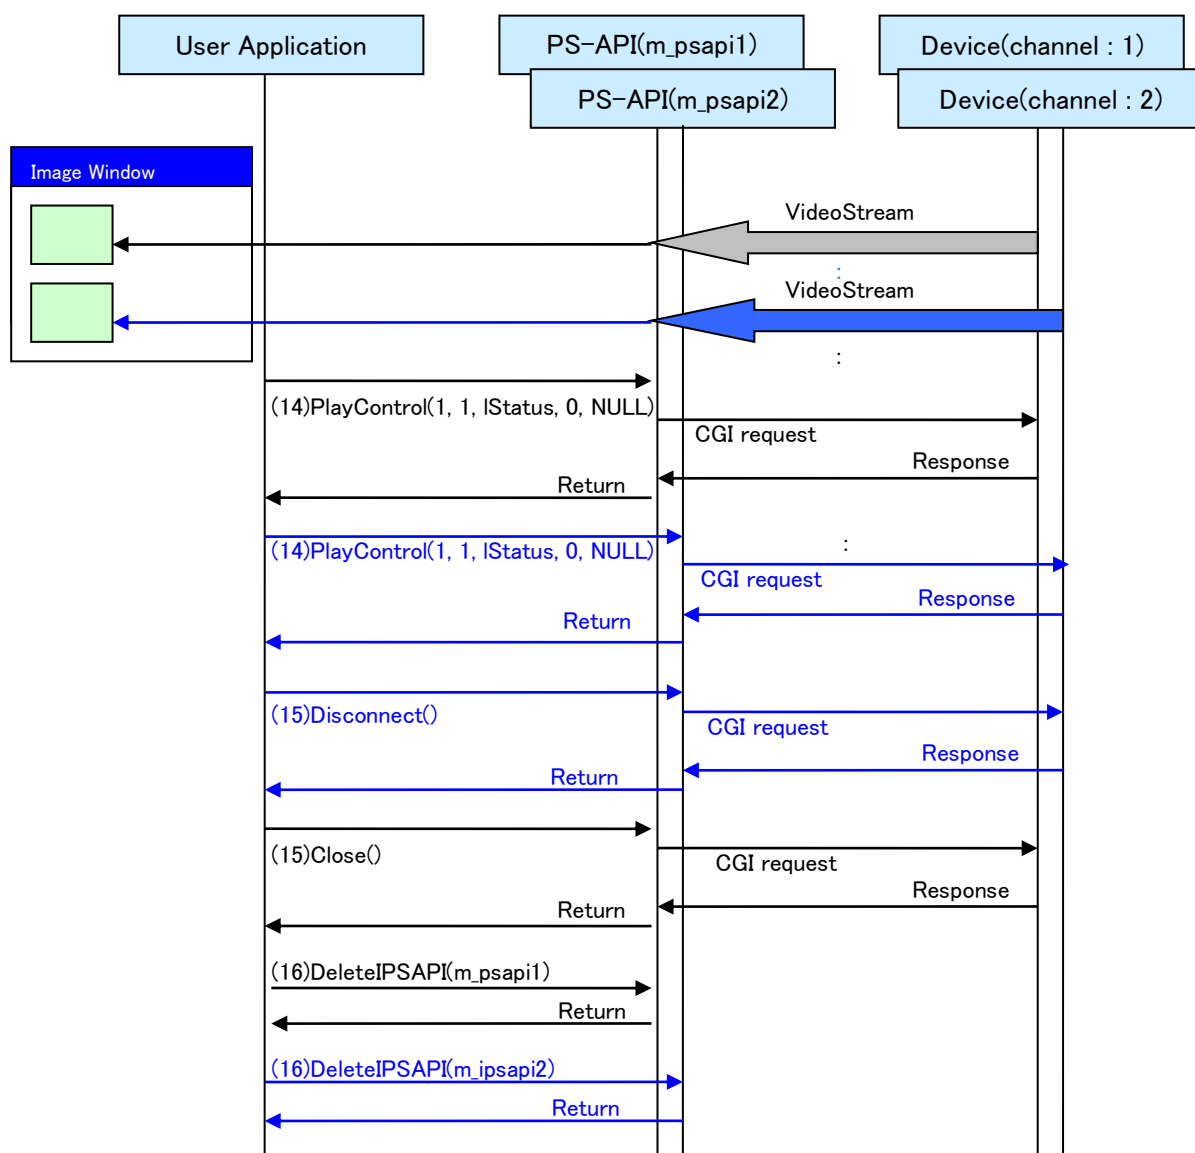 User Application
PS-API(m_psapi1)
Device(channel : 1)
PS-API(m_psapi2)
Device(channel : 2)
Image Window
VideoStream
:
VideoStream
:
(14)PlayControl(1, 1, lStatus, 0, NULL)
CGI request
Response
Return
(14)PlayControl(1, 1, lStatus, 0, NULL)
:
CGI request
Response
Return
(15)Disconnect()
CGI request
Response
Return
(15)Close()
CGI request
Response
Return
(16)DeleteIPSAPI(m_psapi1)
Return
(16)DeleteIPSAPI(m_ipsapi2)
Return